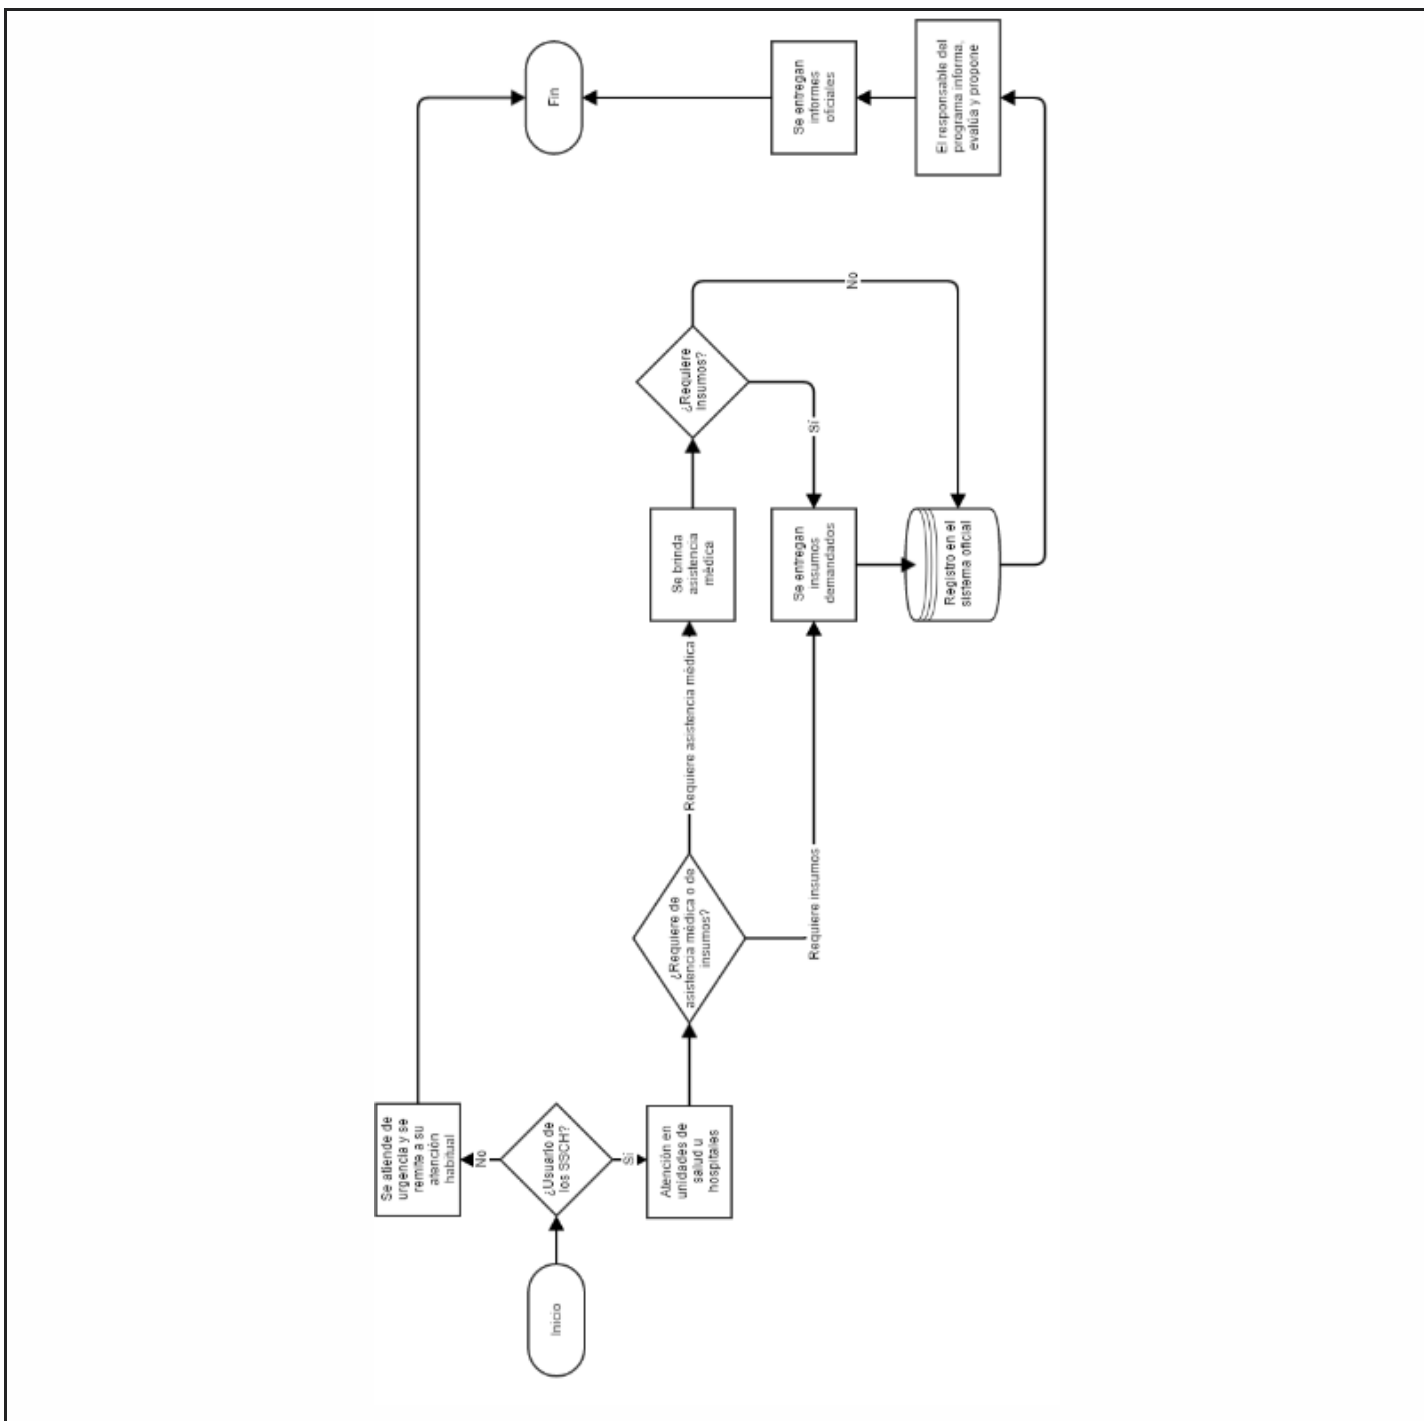 Inicio
¿Usuario de
los SSCH?
No
Se atiende de
urgencia y se
remite a su
atención
habitual
Sí
Atención en
unidades de
salud u
hospitales
¿Requiere de
asistencia médica o de
insumos?
Requiere asistencia médica
Requiere insumos
Se brinda
asistencia
médica
¿Requiere
insumos?
Sí
No
Se entregan
insumos
demandados
Registro en el
sistema oficial
El responsable del
programa informa,
evalúa y propone
Se entregan
informes
oficiales
Fin